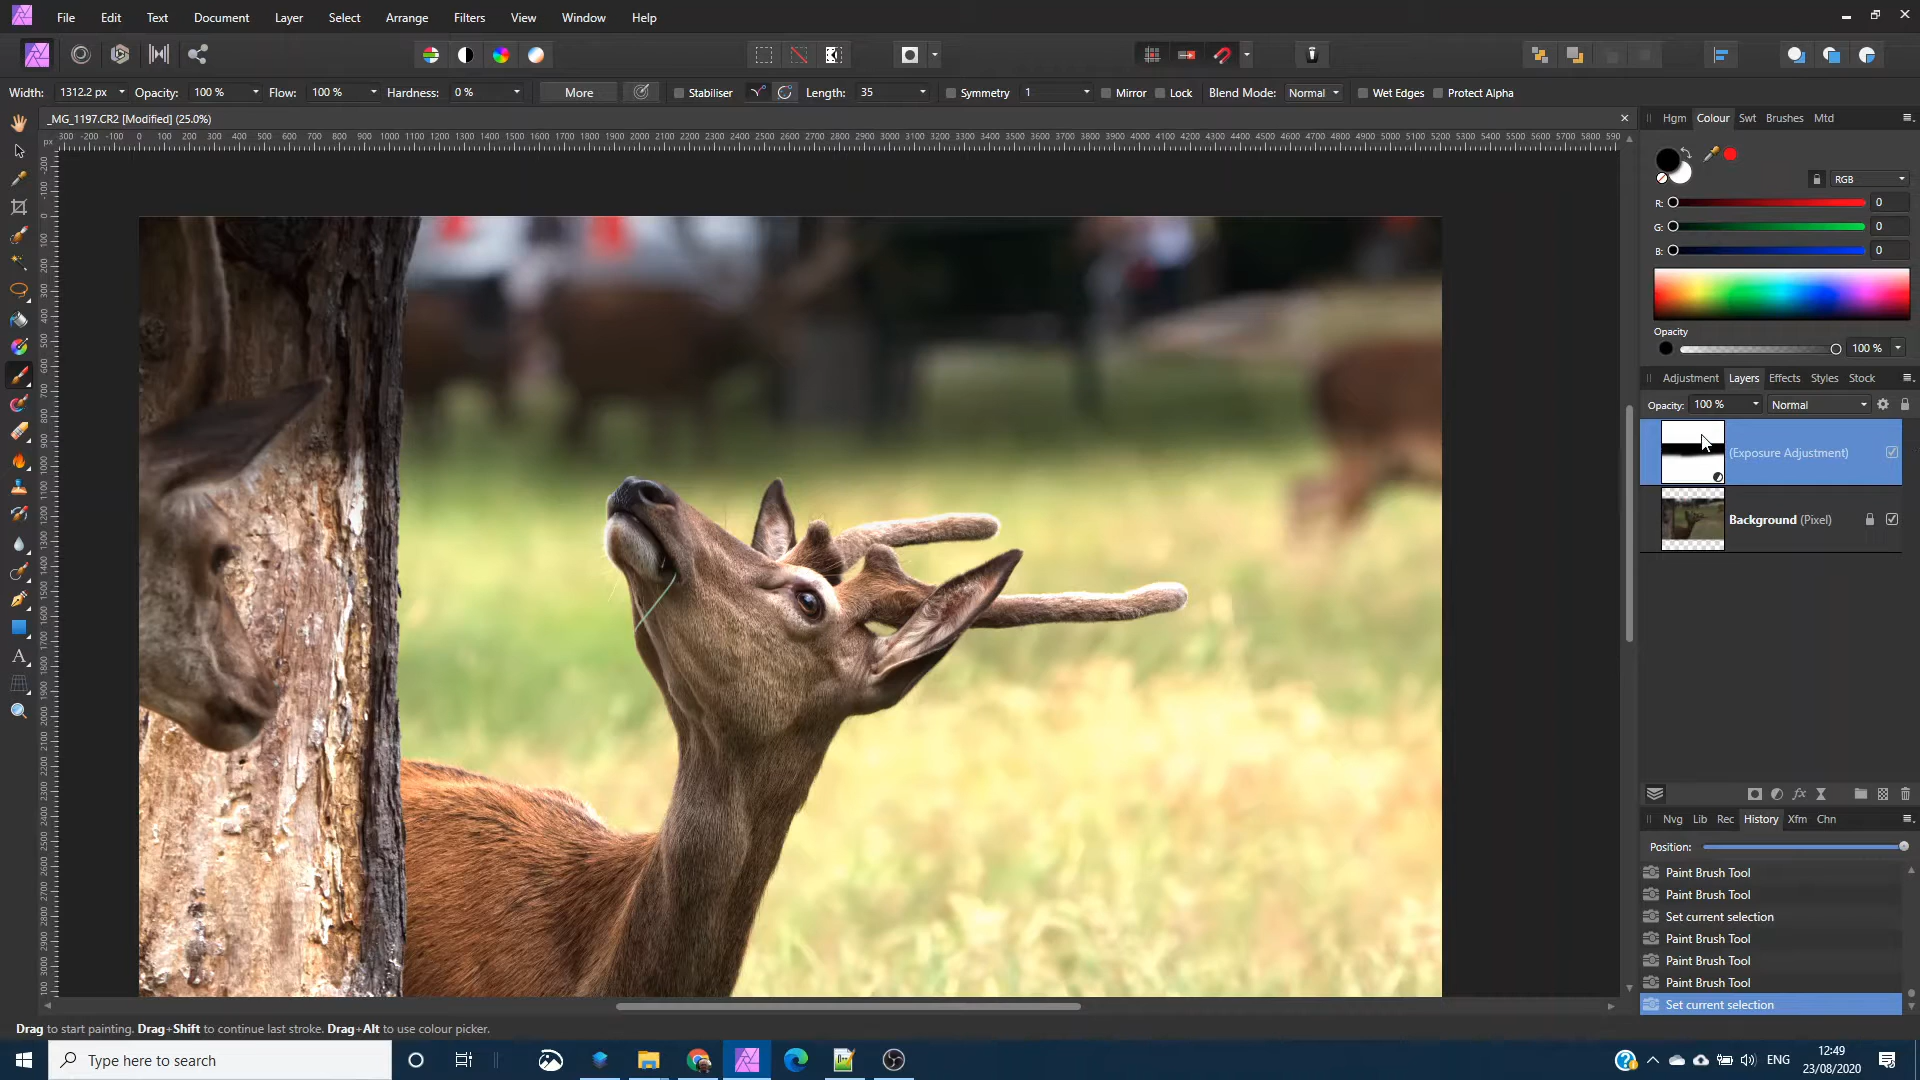 File Edit Text Document Layer Select Arrange Filters View Window Help
Width: 1312.2 px Opacity: 100 % Flow: 100 % Hardness: 0 % More Stabiliser Length: 35 Symmetry 1 Mirror Lock Blend Mode: Normal Wet Edges Protect Alpha
_MG_1197.CR2 [Modified] (25.0%)
Hgm Colour Swt Brushes Mtd
RGB
R: 0
G: 0
B: 0
Opacity
100 %
Adjustment Layers Effects Styles Stock
Opacity: 100 % Normal
(Exposure Adjustment)
Background (Pixel)
Nvg Lib Rec History Xfm Chn
Position:
Paint Brush Tool
Paint Brush Tool
Set current selection
Paint Brush Tool
Paint Brush Tool
Paint Brush Tool
Set current selection
Drag to start painting. Drag+Shift to continue last stroke. Drag+Alt to use colour picker.
Type here to search
ENG
12:49
23/08/2020